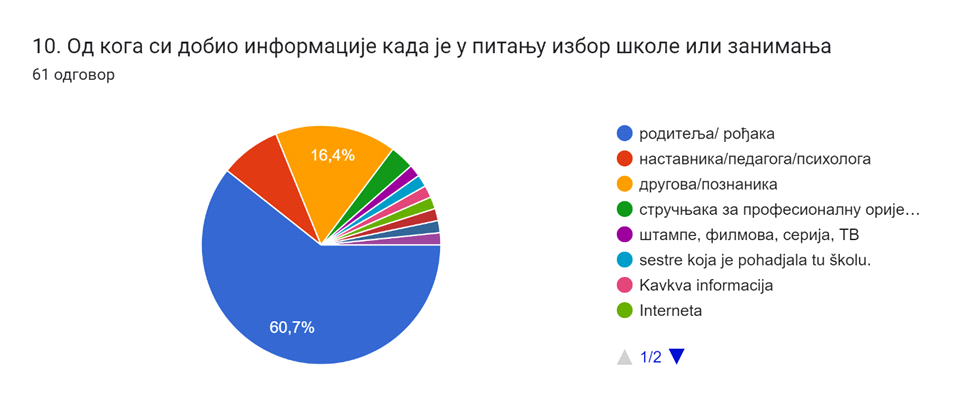 10. Од кога си добио информације када је у питању избор школе или занимања
61 одговор
16,4%
60,7%
родитеља/ рођака
наставника/педагога/психолога
другова/познаника
стручњака за професионалну орије…
штампе, филмова, серија, ТВ
sestre koja je pohadjala tu školu.
Kavkva informacija
Interneta
1/2